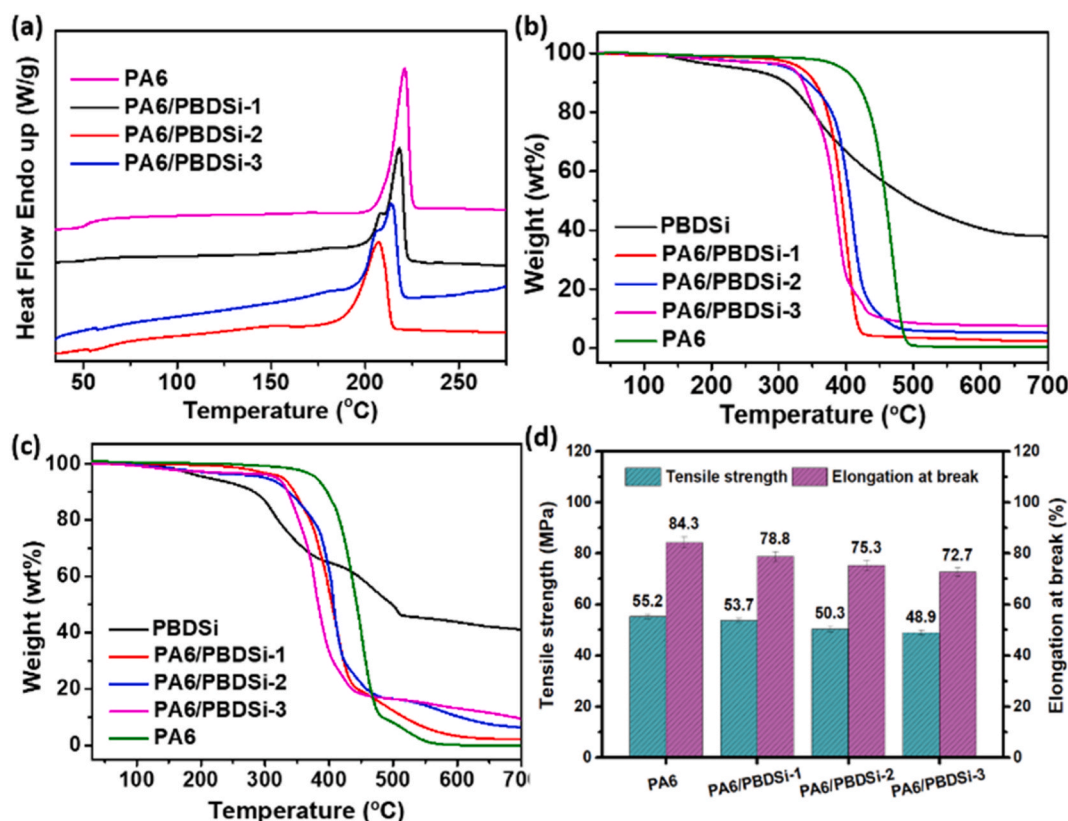 (a)
Heat Flow Endo up (W/g)
PA6
PA6/PBDSi-1
PA6/PBDSi-2
PA6/PBDSi-3
50 100 150 200 250
Temperature (°C)
(b)
Weight (wt%)
100
80
60
40
20
0
PBDSi
PA6/PBDSi-1
PA6/PBDSi-2
PA6/PBDSi-3
PA6
100 200 300 400 500 600 700
Temperature (°C)
(c)
Weight (wt%)
100
80
60
40
20
0
PBDSi
PA6/PBDSi-1
PA6/PBDSi-2
PA6/PBDSi-3
PA6
100 200 300 400 500 600 700
Temperature (°C)
(d)
Tensile strength (MPa)
120
100
80
60
40
20
0
Tensile strength
Elongation at break
84.3
78.8
75.3
72.7
55.2
53.7
50.3
48.9
PA6
PA6/PBDSi-1
PA6/PBDSi-2
PA6/PBDSi-3
120
100
80
60
40
20
0
Elongation at break (%)